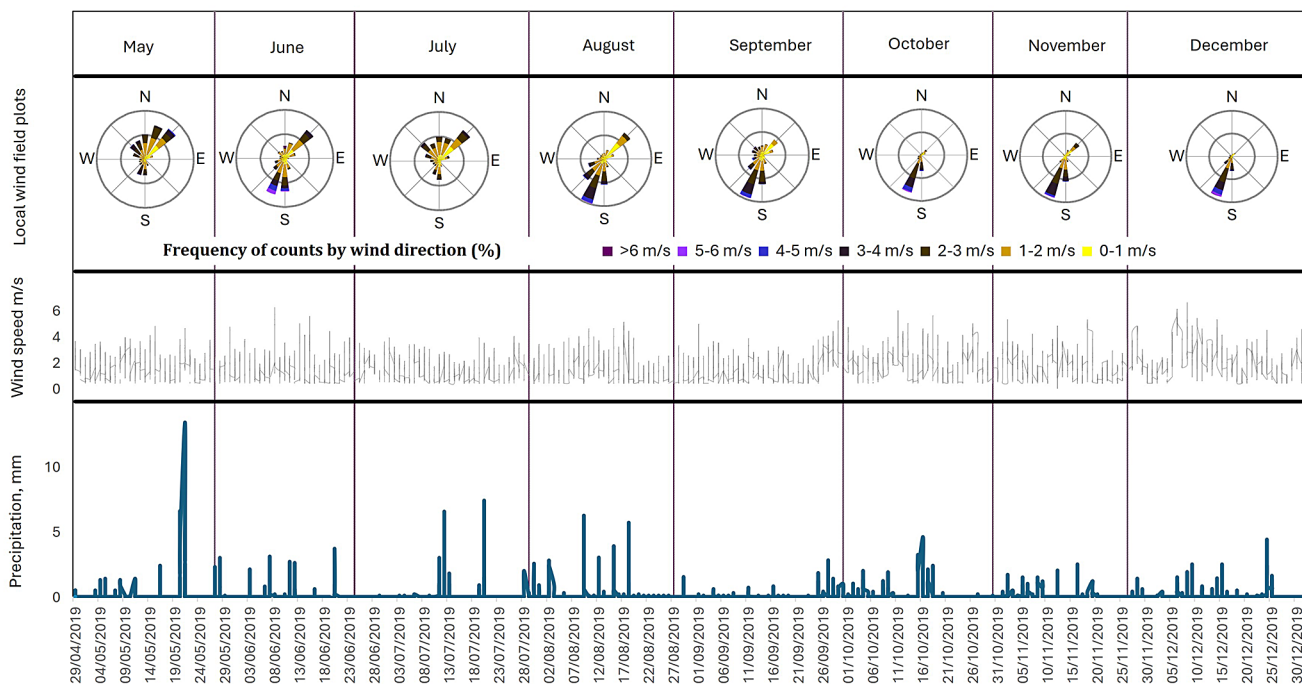 May June July August September October November December
Local wind field plots
N N N N N N N N
W E W E W E W E W E W E W E W E
S S S S S S S S
Frequency of counts by wind direction (%) >6 m/s 5-6 m/s 4-5 m/s 3-4 m/s 2-3 m/s 1-2 m/s 0-1 m/s
Wind speed m/s
6
4
2
0
Precipitation, mm
10
5
0
29/04/2019 04/05/2019 09/05/2019 14/05/2019 19/05/2019 24/05/2019 29/05/2019 03/06/2019 08/06/2019 13/06/2019 18/06/2019 23/06/2019 28/06/2019 03/07/2019 08/07/2019 13/07/2019 18/07/2019 23/07/2019 28/07/2019 02/08/2019 07/08/2019 12/08/2019 17/08/2019 22/08/2019 27/08/2019 01/09/2019 06/09/2019 11/09/2019 16/09/2019 21/09/2019 26/09/2019 01/10/2019 06/10/2019 11/10/2019 16/10/2019 21/10/2019 26/10/2019 31/10/2019 05/11/2019 10/11/2019 15/11/2019 20/11/2019 25/11/2019 30/11/2019 05/12/2019 10/12/2019 15/12/2019 20/12/2019 25/12/2019 30/12/2019